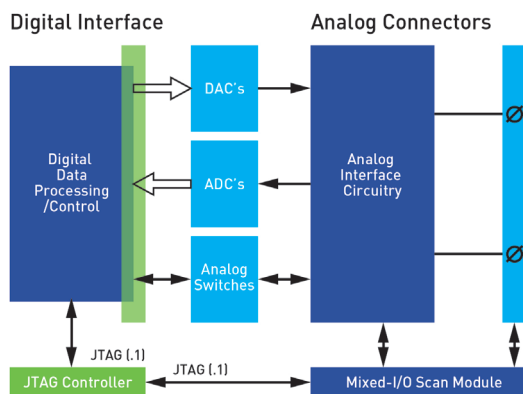 Digital Interface
Analog Connectors
DAC's
Digital
Data
Processing
/Control
ADC's
Analog
Interface
Circuitry
Analog
Switches
JTAG (.1)
JTAG (.1)
JTAG Controller
Mixed-I/O Scan Module